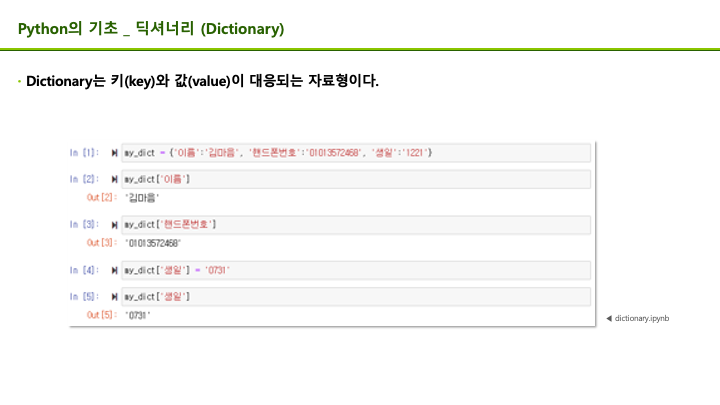 Python의 기초 _ 딕셔너리 (Dictionary)
· Dictionary는 키(key)와 값(value)이 대응되는 자료형이다.
In [1]: my_dict = {'이름':'김마음', '핸드폰번호':'01013572468', '생일':'1221'}
In [2]: my_dict['이름']
Out[2]: '김마음'
In [3]: my_dict['핸드폰번호']
Out[3]: '01013572468'
In [4]: my_dict['생일'] = '0731'
In [5]: my_dict['생일']
Out[5]: '0731'
◀ dictionary.ipynb